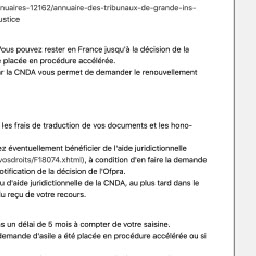 nuaires-12162/annuaire-des-tribunaux-de-grande-ins-
ustice
Vous pouvez rester en France jusqu'à la décision de la
placée en procédure accélérée.
r la CNDA vous permet de demander le renouvellement
les frais de traduction de vos documents et les hono-
ez éventuellement bénéficier de l'aide juridictionnelle
vosdroits/F18074.xhtml), à condition d'en faire la demande
otification de la décision de l'Ofpra.
u d'aide juridictionnelle de la CNDA, au plus tard dans le
du reçu de votre recours.
s un délai de 5 mois à compter de votre saisine.
demande d'asile a été placée en procédure accélérée ou si